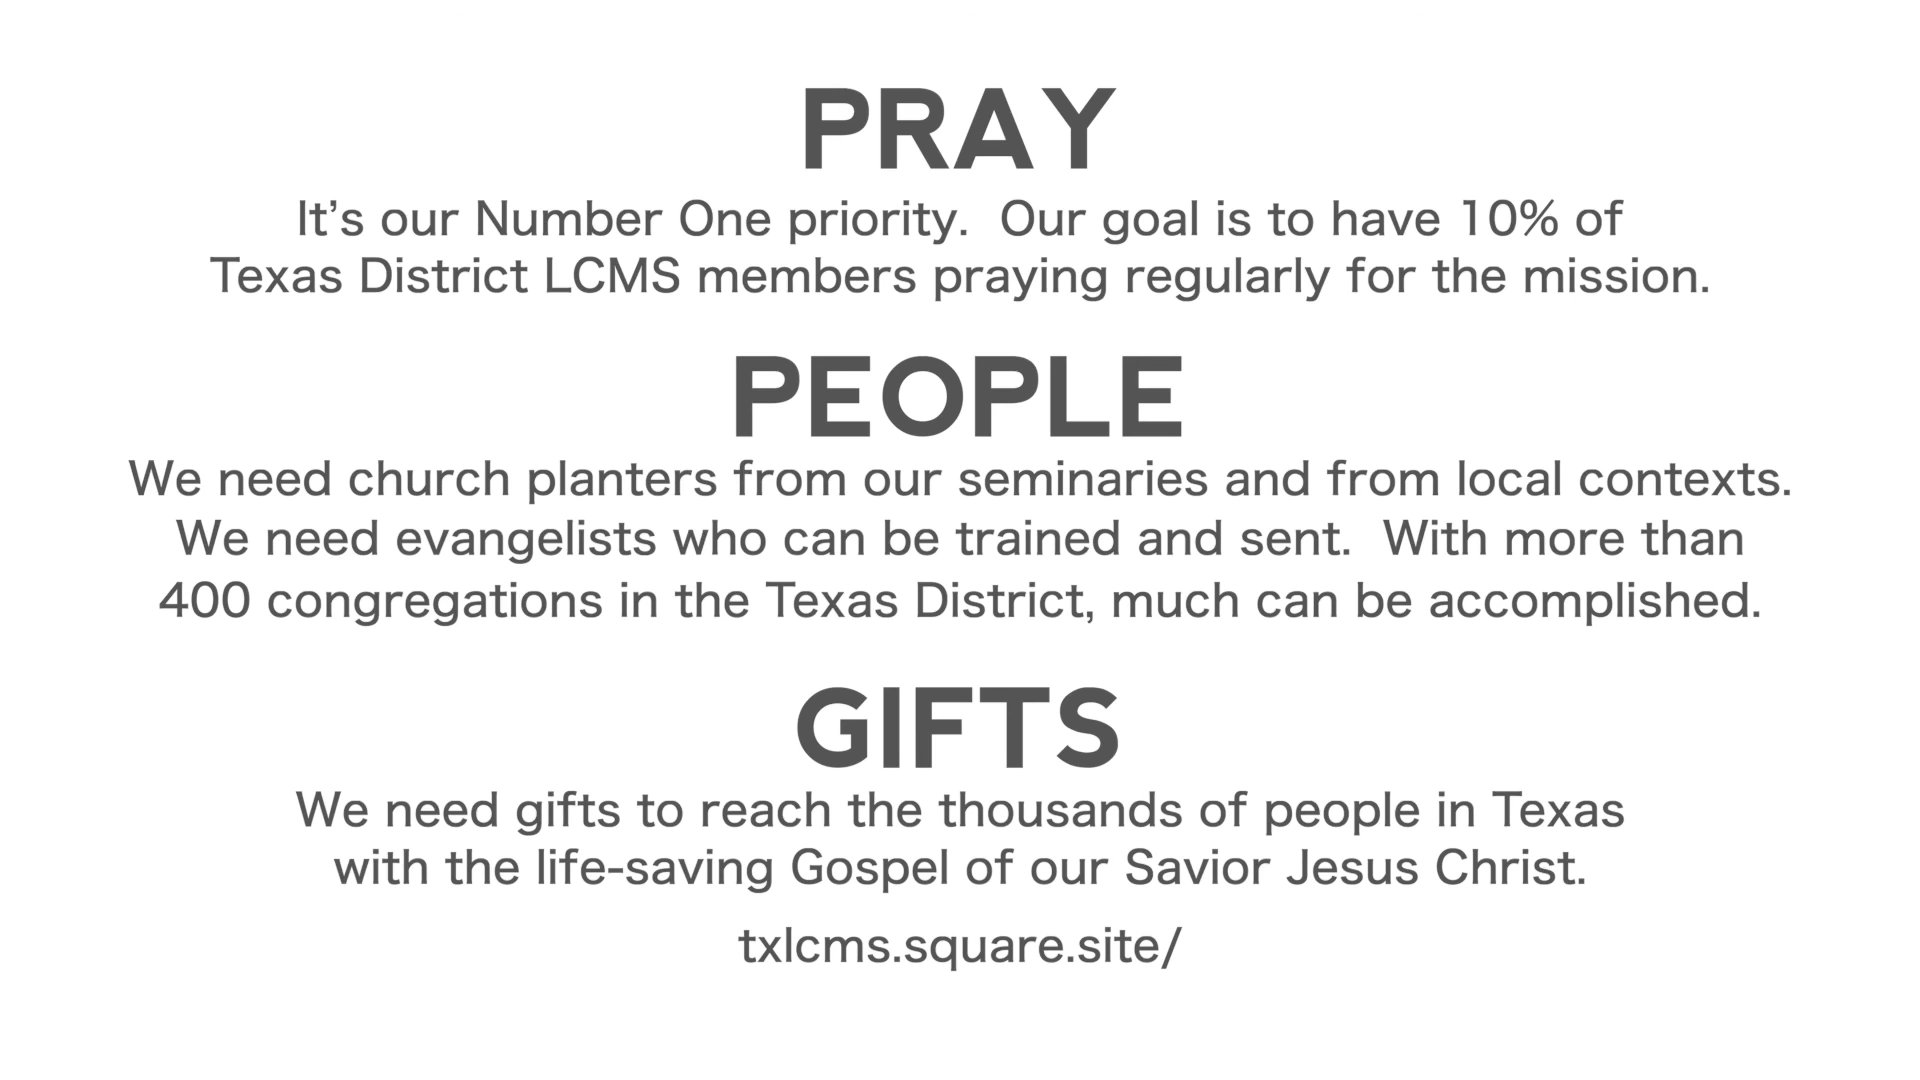 PRAY
It’s our Number One priority.  Our goal is to have 10% of
Texas District LCMS members praying regularly for the mission.
PEOPLE
We need church planters from our seminaries and from local contexts.
We need evangelists who can be trained and sent.  With more than
400 congregations in the Texas District, much can be accomplished.
GIFTS
We need gifts to reach the thousands of people in Texas
with the life-saving Gospel of our Savior Jesus Christ.
txlcms.square.site/